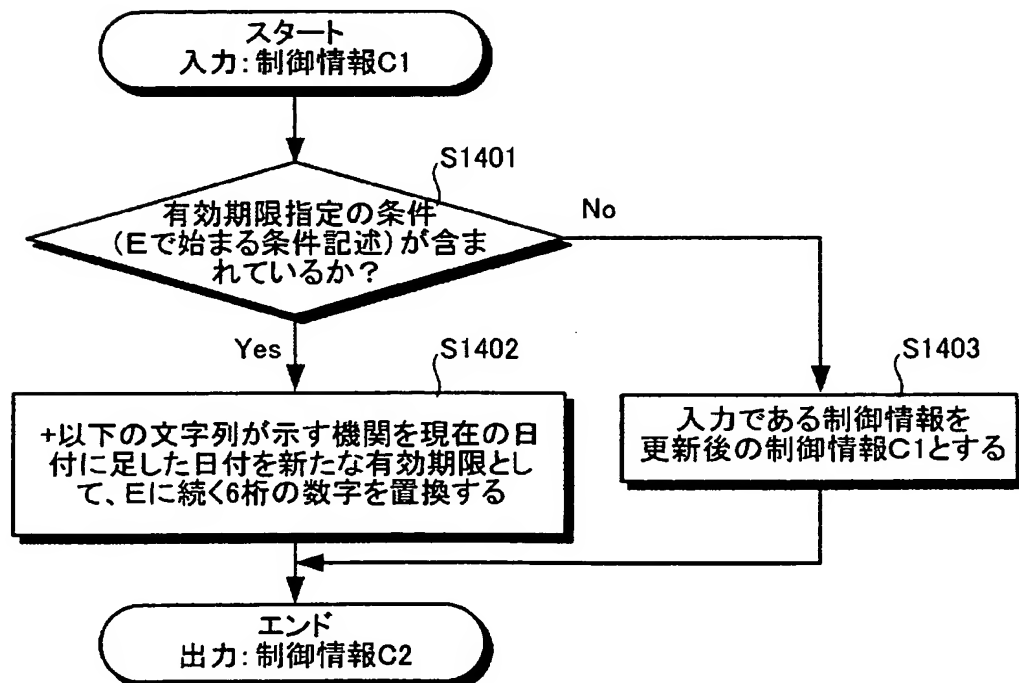 スタート
入力:制御情報C1
S1401
有効期限指定の条件
(Eで始まる条件記述)が含ま
れているか?
No
Yes
S1402
+以下の文字列が示す機関を現在の日
付に足した日付を新たな有効期限とし
て、Eに続く6桁の数字を置換する
S1403
入力である制御情報を
更新後の制御情報C1とする
エンド
出力:制御情報C2